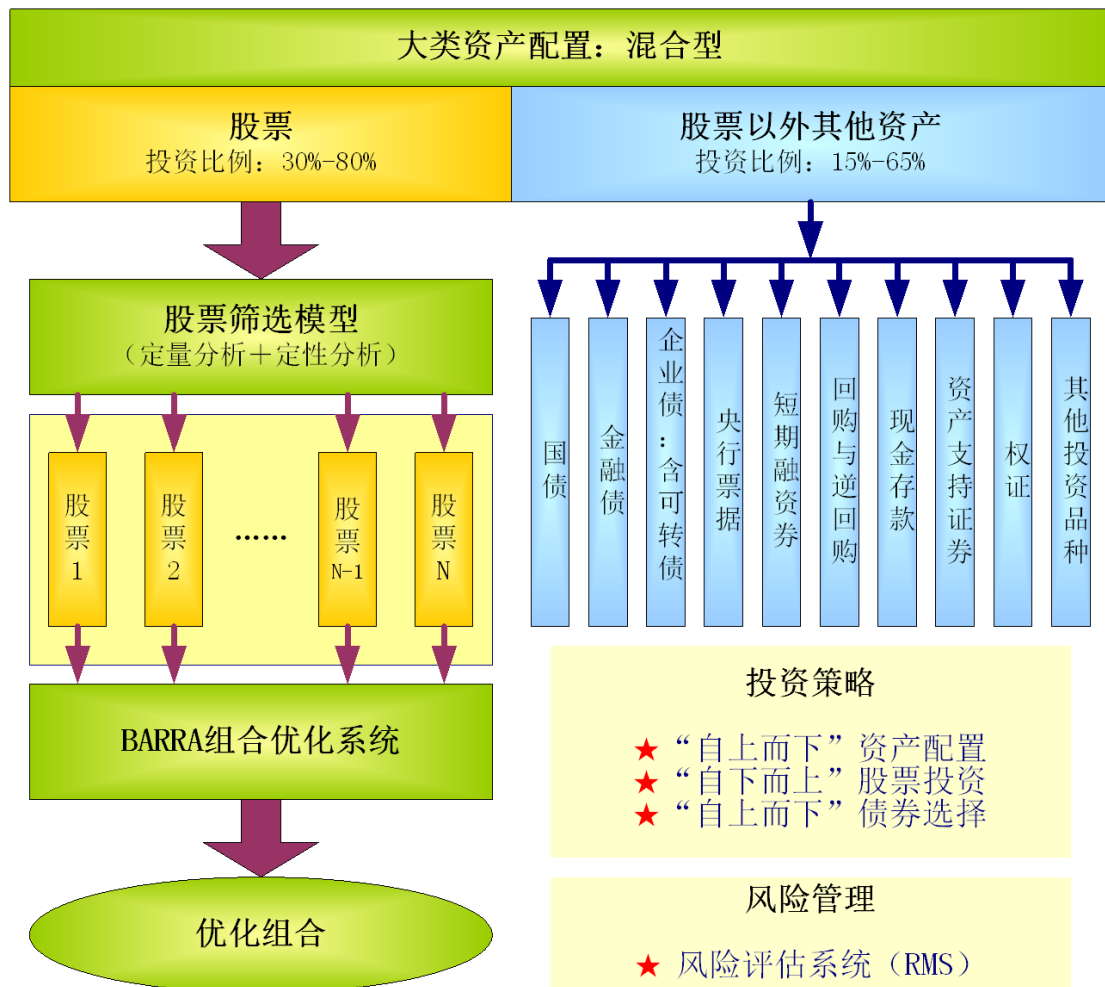 大类资产配置：混合型
股票
投资比例：30%-80%
股票以外其他资产
投资比例：15%-65%
股票筛选模型
（定量分析＋定性分析）
股票1
股票2
……
股票N-1
股票N
BARRA组合优化系统
优化组合
国债
金融债
企业债：含可转债
央行票据
短期融资券
回购与逆回购
现金存款
资产支持证券
权证
其他投资品种
投资策略
★“自上而下”资产配置
★“自下而上”股票投资
★“自上而下”债券选择
风险管理
★ 风险评估系统（RMS）